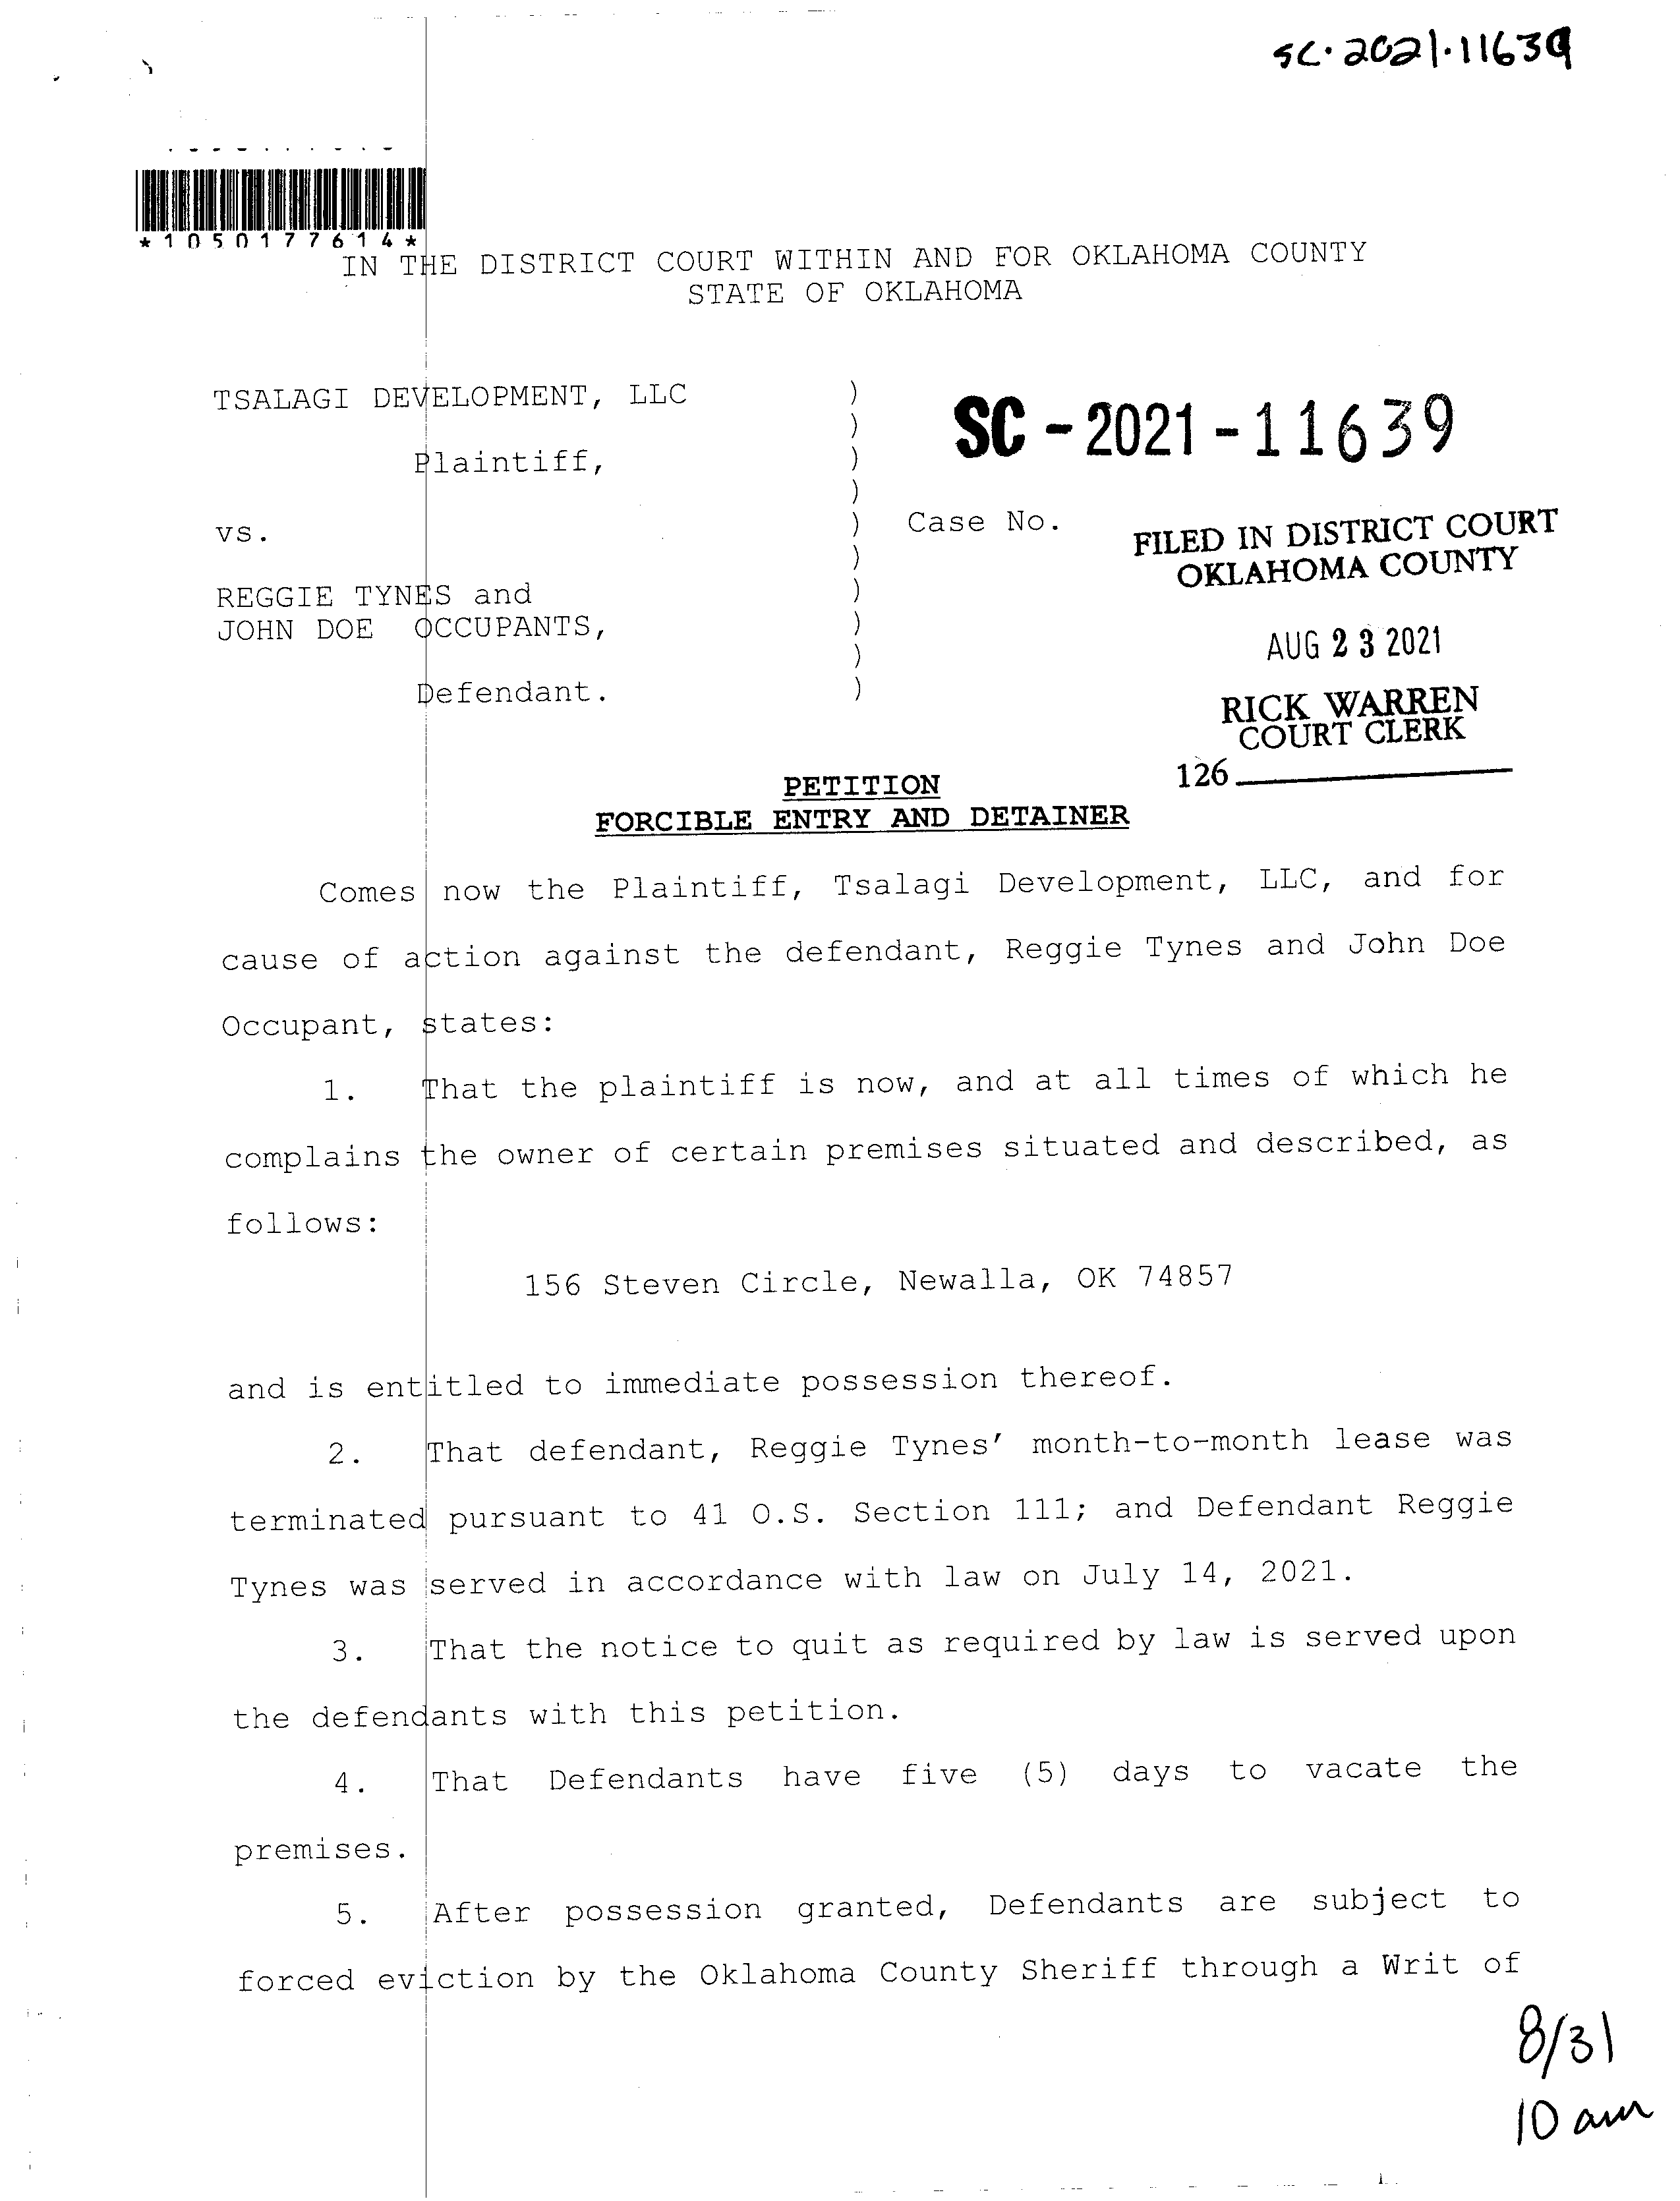 SC·2021·11639
*1050177614*
IN THE DISTRICT COURT WITHIN AND FOR OKLAHOMA COUNTY
STATE OF OKLAHOMA
TSALAGI DEVELOPMENT, LLC )
)
SC-2021-11639
Plaintiff, )
)
vs. ) Case No.
FILED IN DISTRICT COURT
OKLAHOMA COUNTY
)
REGGIE TYNES and )
JOHN DOE OCCUPANTS, )
AUG 23 2021
)
Defendant. )
RICK WARREN
COURT CLERK
126
PETITION
FORCIBLE ENTRY AND DETAINER
Comes now the Plaintiff, Tsalagi Development, LLC, and for
cause of action against the defendant, Reggie Tynes and John Doe
Occupant, states:
1. That the plaintiff is now, and at all times of which he
complains the owner of certain premises situated and described, as
follows:
156 Steven Circle, Newalla, OK 74857
and is entitled to immediate possession thereof.
2. That defendant, Reggie Tynes' month-to-month lease was
terminated pursuant to 41 O.S. Section 111; and Defendant Reggie
Tynes was served in accordance with law on July 14, 2021.
3. That the notice to quit as required by law is served upon
the defendants with this petition.
4. That Defendants have five (5) days to vacate the
premises.
5. After possession granted, Defendants are subject to
forced eviction by the Oklahoma County Sheriff through a Writ of
8/31
10 am